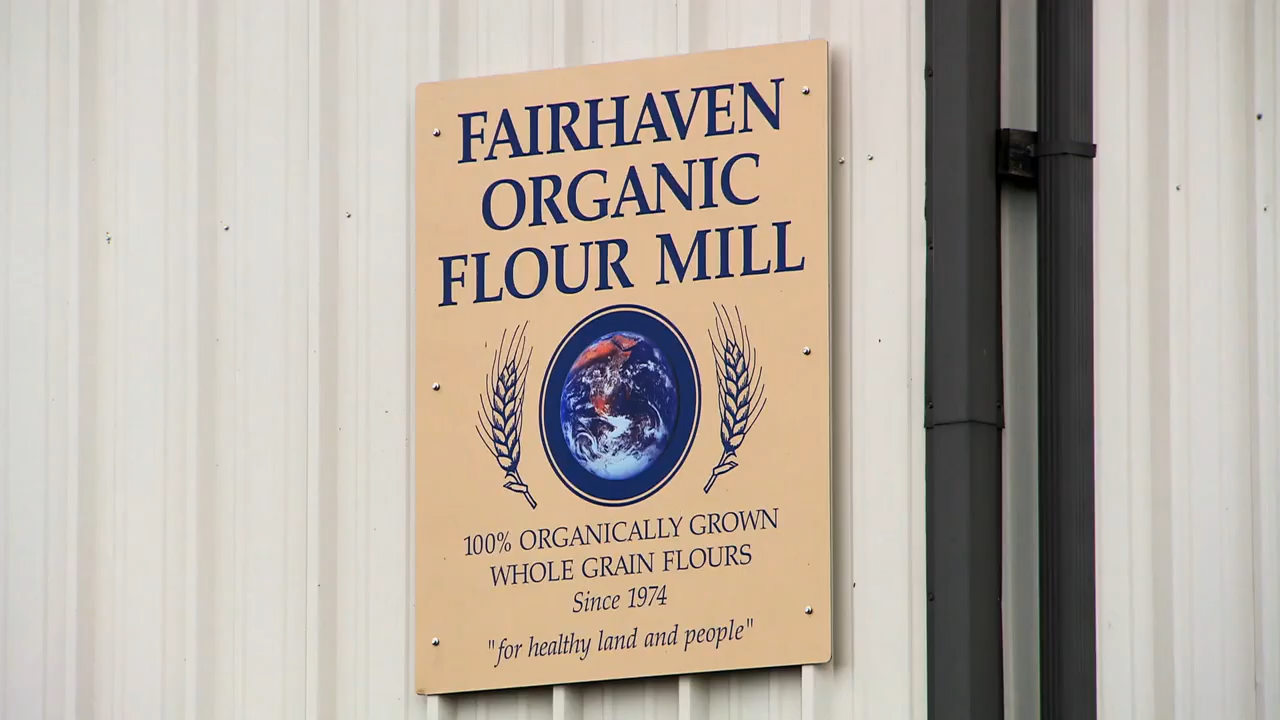 FAIRHAVEN
ORGANIC
FLOUR MILL
100% ORGANICALLY GROWN
WHOLE GRAIN FLOURS
Since 1974
"for healthy land and people"